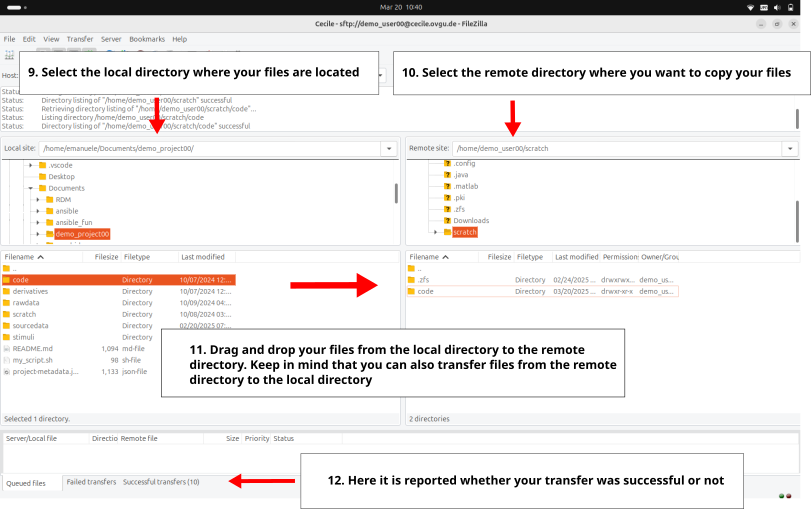 Mar 20 10:40
Cecile - sftp://demo_user00@cecile.ovgu.de - FileZilla
File Edit View Transfer Server Bookmarks Help
9. Select the local directory where your files are located
10. Select the remote directory where you want to copy your files
Host:
Status: Directory listing of "/home/demo_user00/scratch" successful
Status: Retrieving directory listing of "/home/demo_user00/scratch/code"...
Status: Listing directory /home/demo_user00/scratch/code
Status: Directory listing of "/home/demo_user00/scratch/code" successful
Local site: /home/emanuele/Documents/demo_project00/
.vscode
Desktop
Documents
RDM
ansible
ansible_fun
demo_project00
Remote site: /home/demo_user00/scratch
.config
.java
.matlab
.pki
.zfs
Downloads
scratch
Filename Filesize Filetype Last modified
..
code Directory 10/07/2024 12:...
derivatives Directory 10/07/2024 12:...
rawdata Directory 10/09/2024 04:...
scratch Directory 10/08/2024 03:...
sourcedata Directory 02/20/2025 07:...
stimuli Directory
README.md 1,094 md-file
my_script.sh 98 sh-file
project-metadata.j... 1,133 json-file
Selected 1 directory.
Filename Filesize Filetype Last modified Permission: Owner/Grou
..
.zfs Directory 02/24/2025 ... drwxrwx... demo_us...
code Directory 03/20/2025 ... drwxr-xr-x demo_us...
2 directories
11. Drag and drop your files from the local directory to the remote
directory. Keep in mind that you can also transfer files from the remote
directory to the local directory
Server/Local file Directio Remote file Size Priority Status
Queued files Failed transfers Successful transfers (10)
12. Here it is reported whether your transfer was successful or not